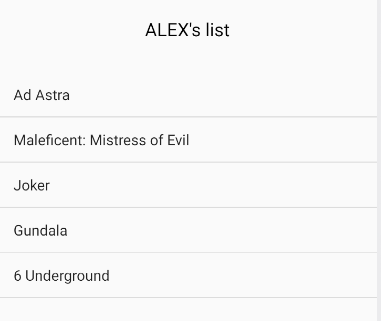 ALEX's list
Ad Astra
Maleficent: Mistress of Evil
Joker
Gundala
6 Underground